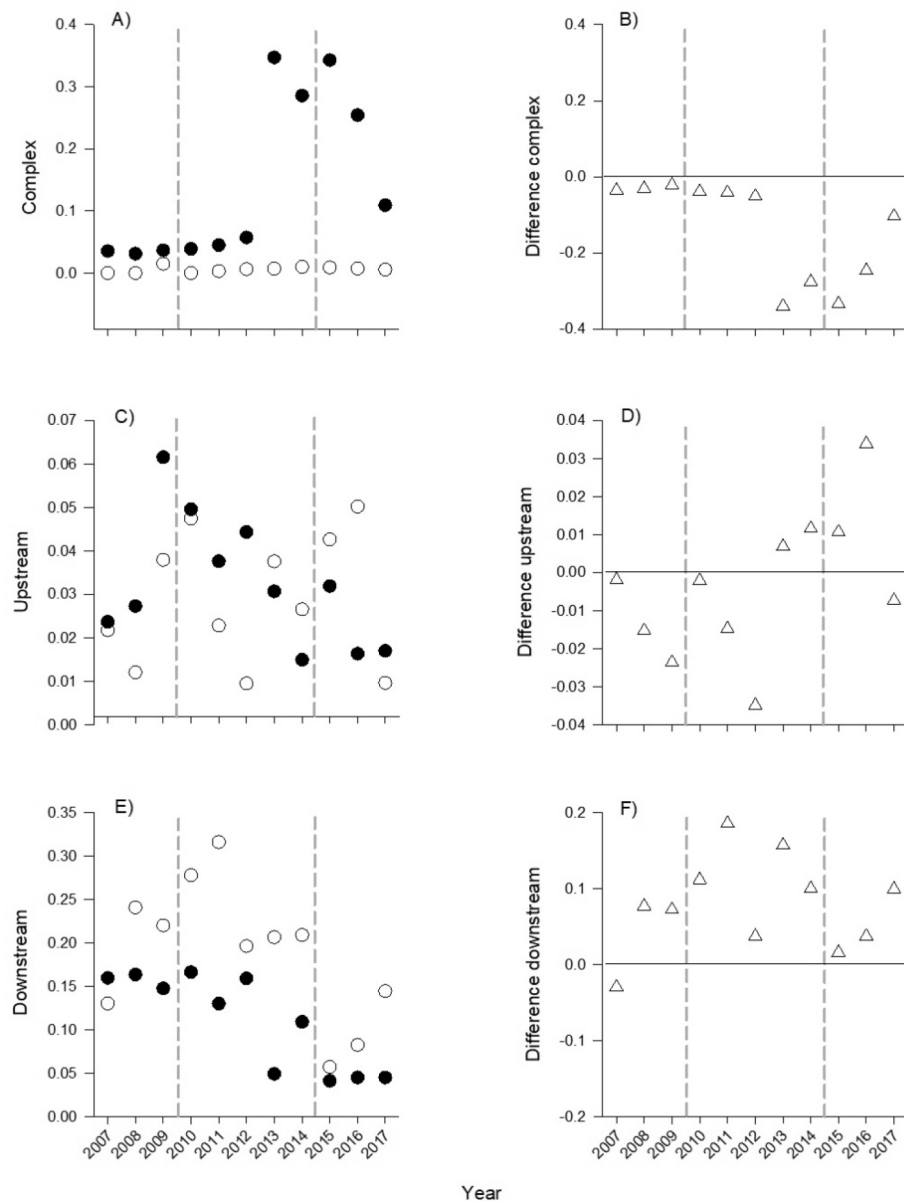 A)
Complex
0.4
0.3
0.2
0.1
0.0
B)
Difference complex
0.4
0.2
0.0
-0.2
-0.4
C)
Upstream
0.07
0.06
0.05
0.04
0.03
0.02
0.01
0.00
D)
Difference upstream
0.04
0.03
0.02
0.01
0.00
-0.01
-0.02
-0.03
-0.04
E)
Downstream
0.35
0.30
0.25
0.20
0.15
0.10
0.05
0.00
2007 2008 2009 2010 2011 2012 2013 2014 2015 2016 2017
F)
Difference downstream
0.2
0.1
0.0
-0.1
-0.2
2007 2008 2009 2010 2011 2012 2013 2014 2015 2016 2017
Year